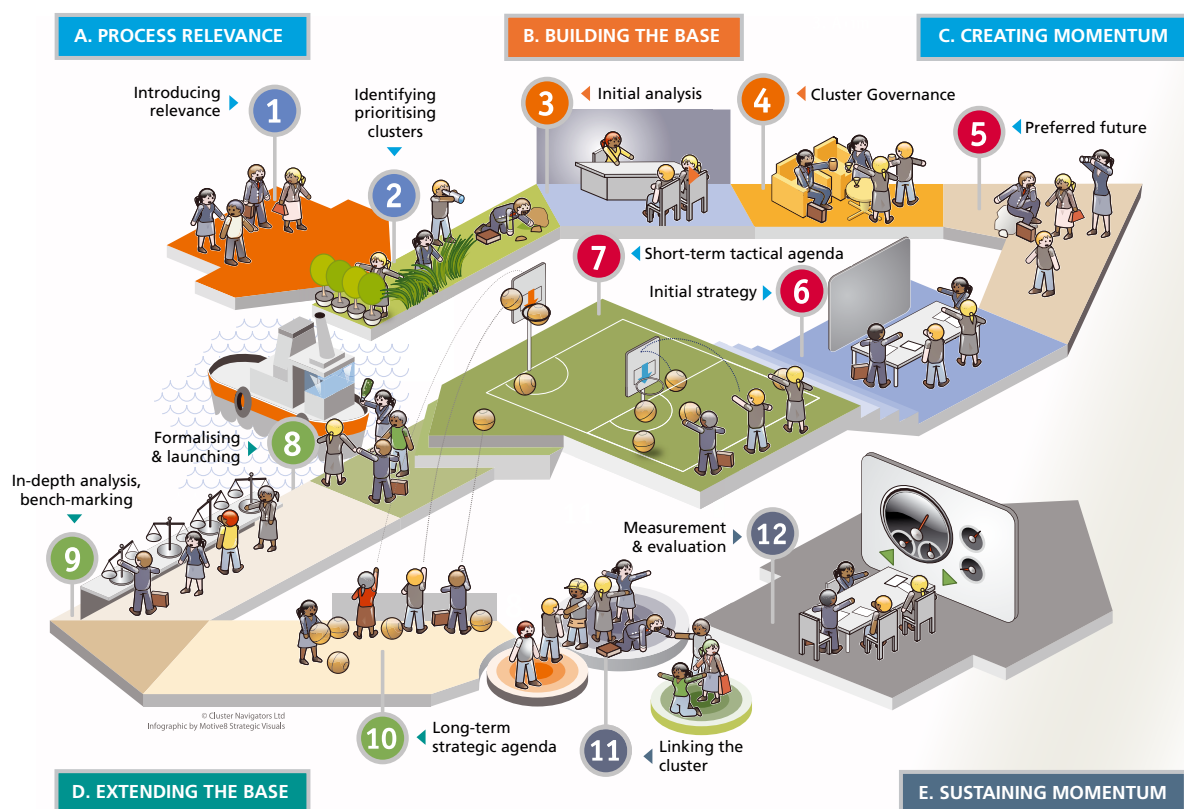 A. PROCESS RELEVANCE
B. BUILDING THE BASE
C. CREATING MOMENTUM
Introducing
relevance
1
Identifying
prioritising
clusters
2
3
Initial analysis
4
Cluster Governance
5
Preferred future
7
Short-term tactical agenda
Initial strategy
6
Formalising
& launching
8
In-depth analysis,
bench-marking
9
Measurement
& evaluation
12
© Cluster Navigators Ltd
Infographic by Motive8 Strategic Visuals
10
Long-term
strategic agenda
11
Linking the
cluster
D. EXTENDING THE BASE
E. SUSTAINING MOMENTUM